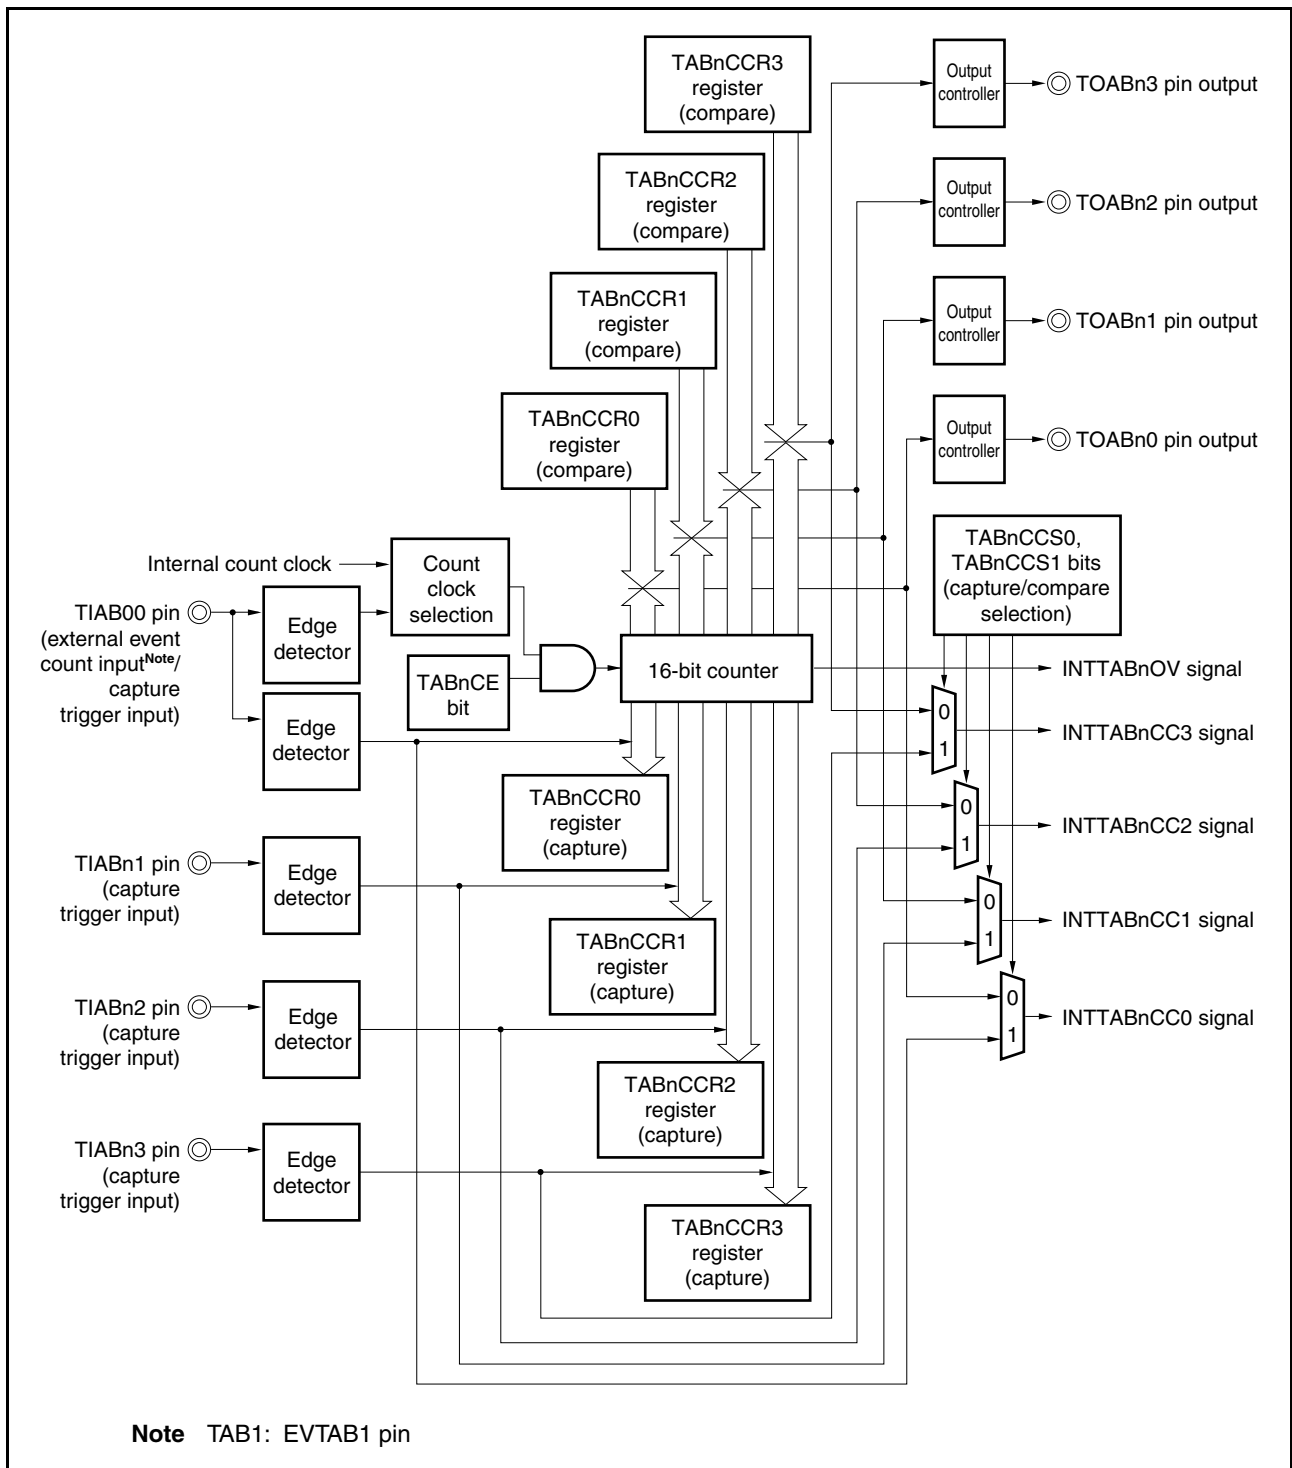 TABnCCR3
register
(compare)
Output
controller
TOABn3 pin output
TABnCCR2
register
(compare)
Output
controller
TOABn2 pin output
TABnCCR1
register
(compare)
Output
controller
TOABn1 pin output
TABnCCR0
register
(compare)
Output
controller
TOABn0 pin output
TABnCCS0,
TABnCCS1 bits
(capture/compare
selection)
Internal count clock
Count
clock
selection
TIAB00 pin
(external event
count inputNote/
capture
trigger input)
Edge
detector
TABnCE
bit
16-bit counter
INTTABnOV signal
Edge
detector
0
1
INTTABnCC3 signal
TABnCCR0
register
(capture)
0
1
INTTABnCC2 signal
TIABn1 pin
(capture
trigger input)
Edge
detector
0
1
INTTABnCC1 signal
TABnCCR1
register
(capture)
TIABn2 pin
(capture
trigger input)
Edge
detector
0
1
INTTABnCC0 signal
TABnCCR2
register
(capture)
TIABn3 pin
(capture
trigger input)
Edge
detector
TABnCCR3
register
(capture)
Note TAB1: EVTAB1 pin